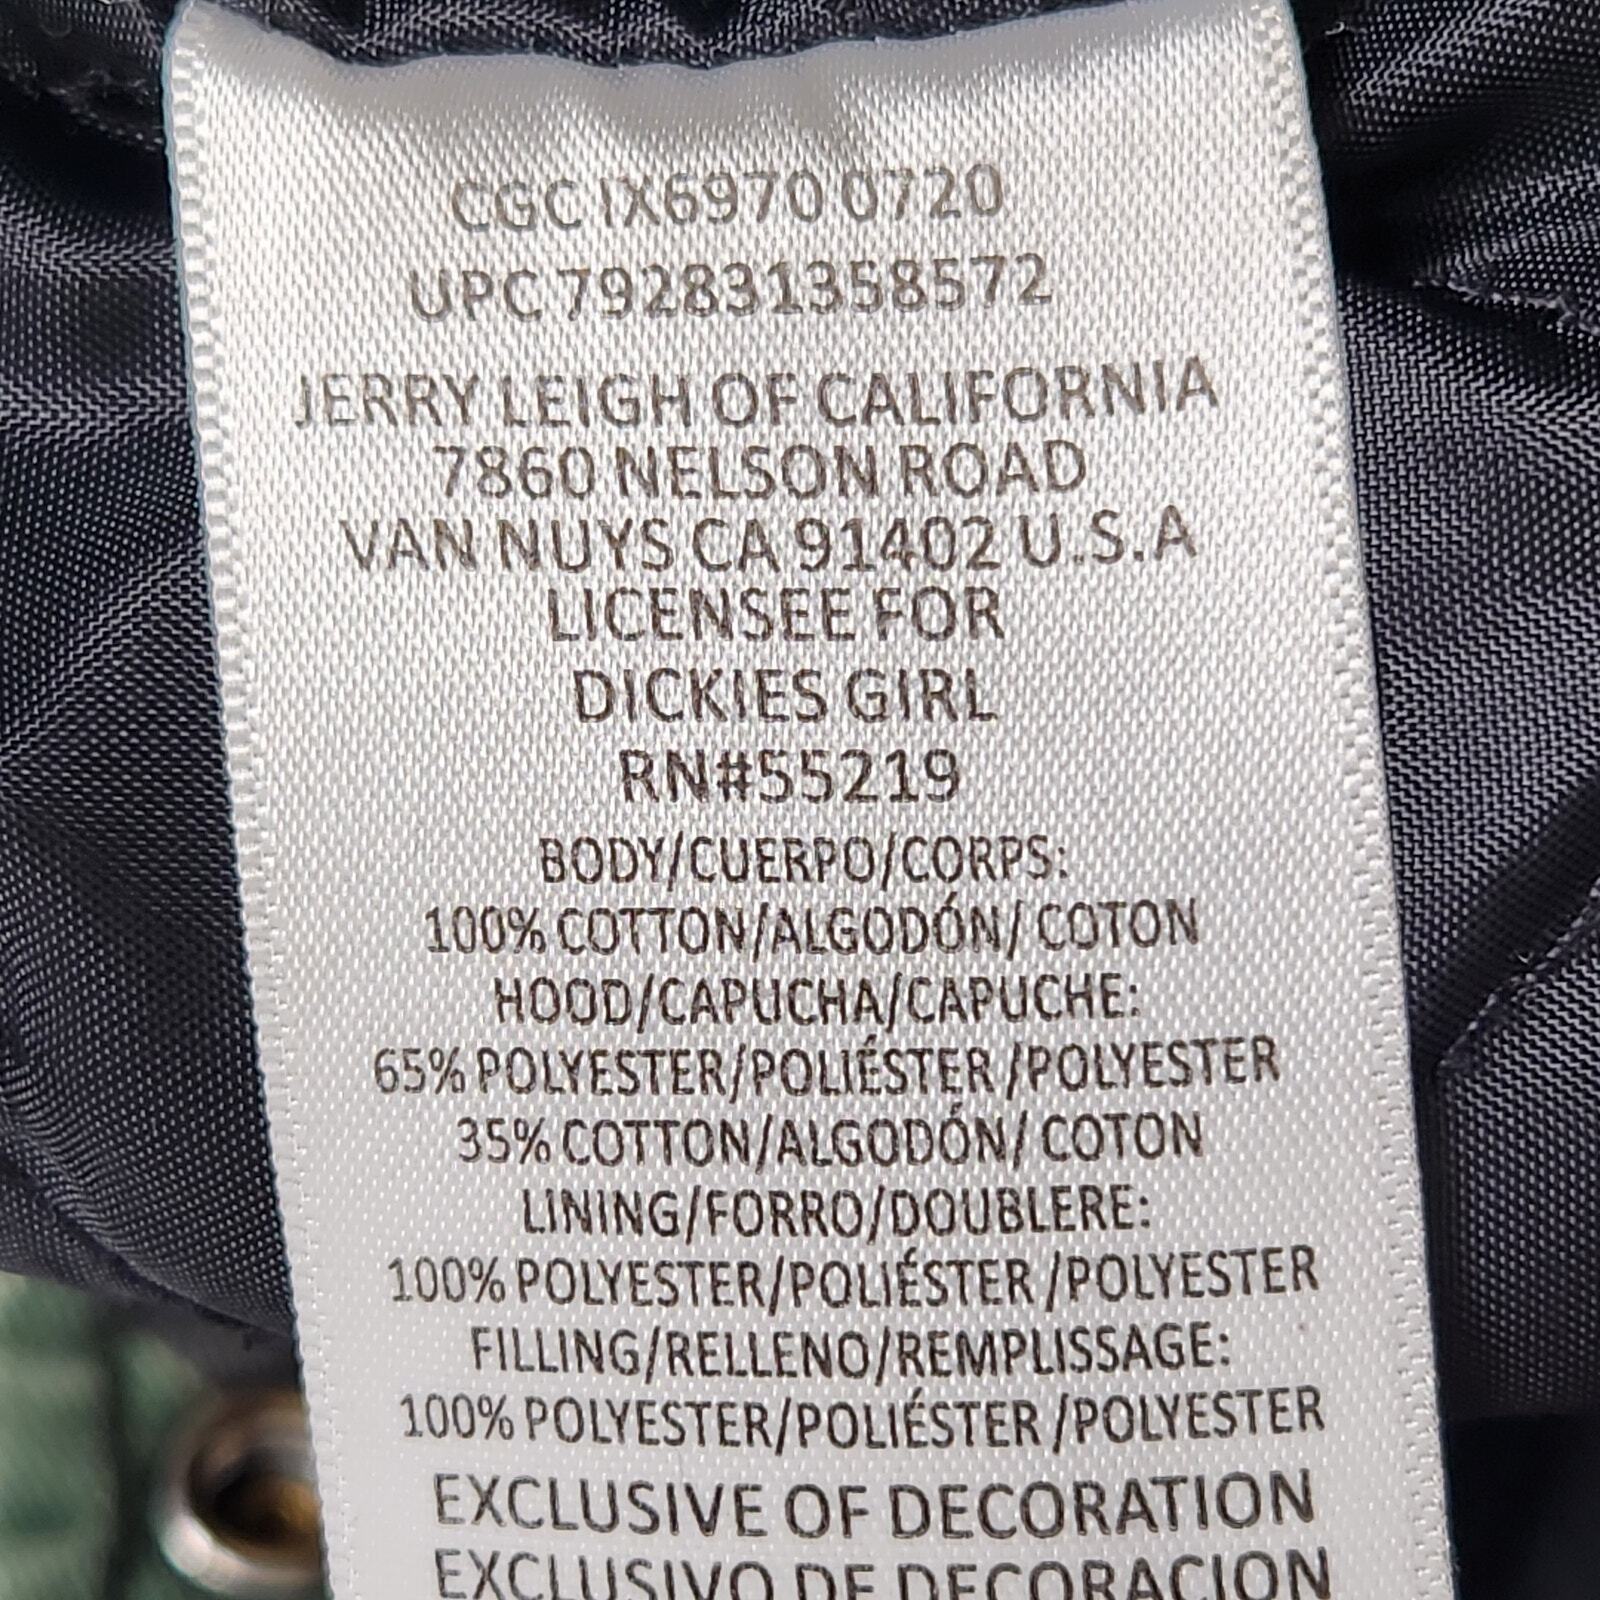 CGC IX6970 0720
UPC 792831358572
JERRY LEIGH OF CALIFORNIA
7860 NELSON ROAD
VAN NUYS CA 91402 U.S.A
LICENSEE FOR
DICKIES GIRL
RN#55219
BODY/CUERPO/CORPS:
100% COTTON/ALGODÓN/ COTON
HOOD/CAPUCHA/CAPUCHE:
65% POLYESTER/POLIÉSTER /POLYESTER
35% COTTON/ALGODÓN/ COTON
LINING/FORRO/DOUBLERE:
100% POLYESTER/POLIÉSTER /POLYESTER
FILLING/RELLENO/REMPLISSAGE:
100% POLYESTER/POLIÉSTER /POLYESTER
EXCLUSIVE OF DECORATION
EXCLUSIVO DE DECORACION